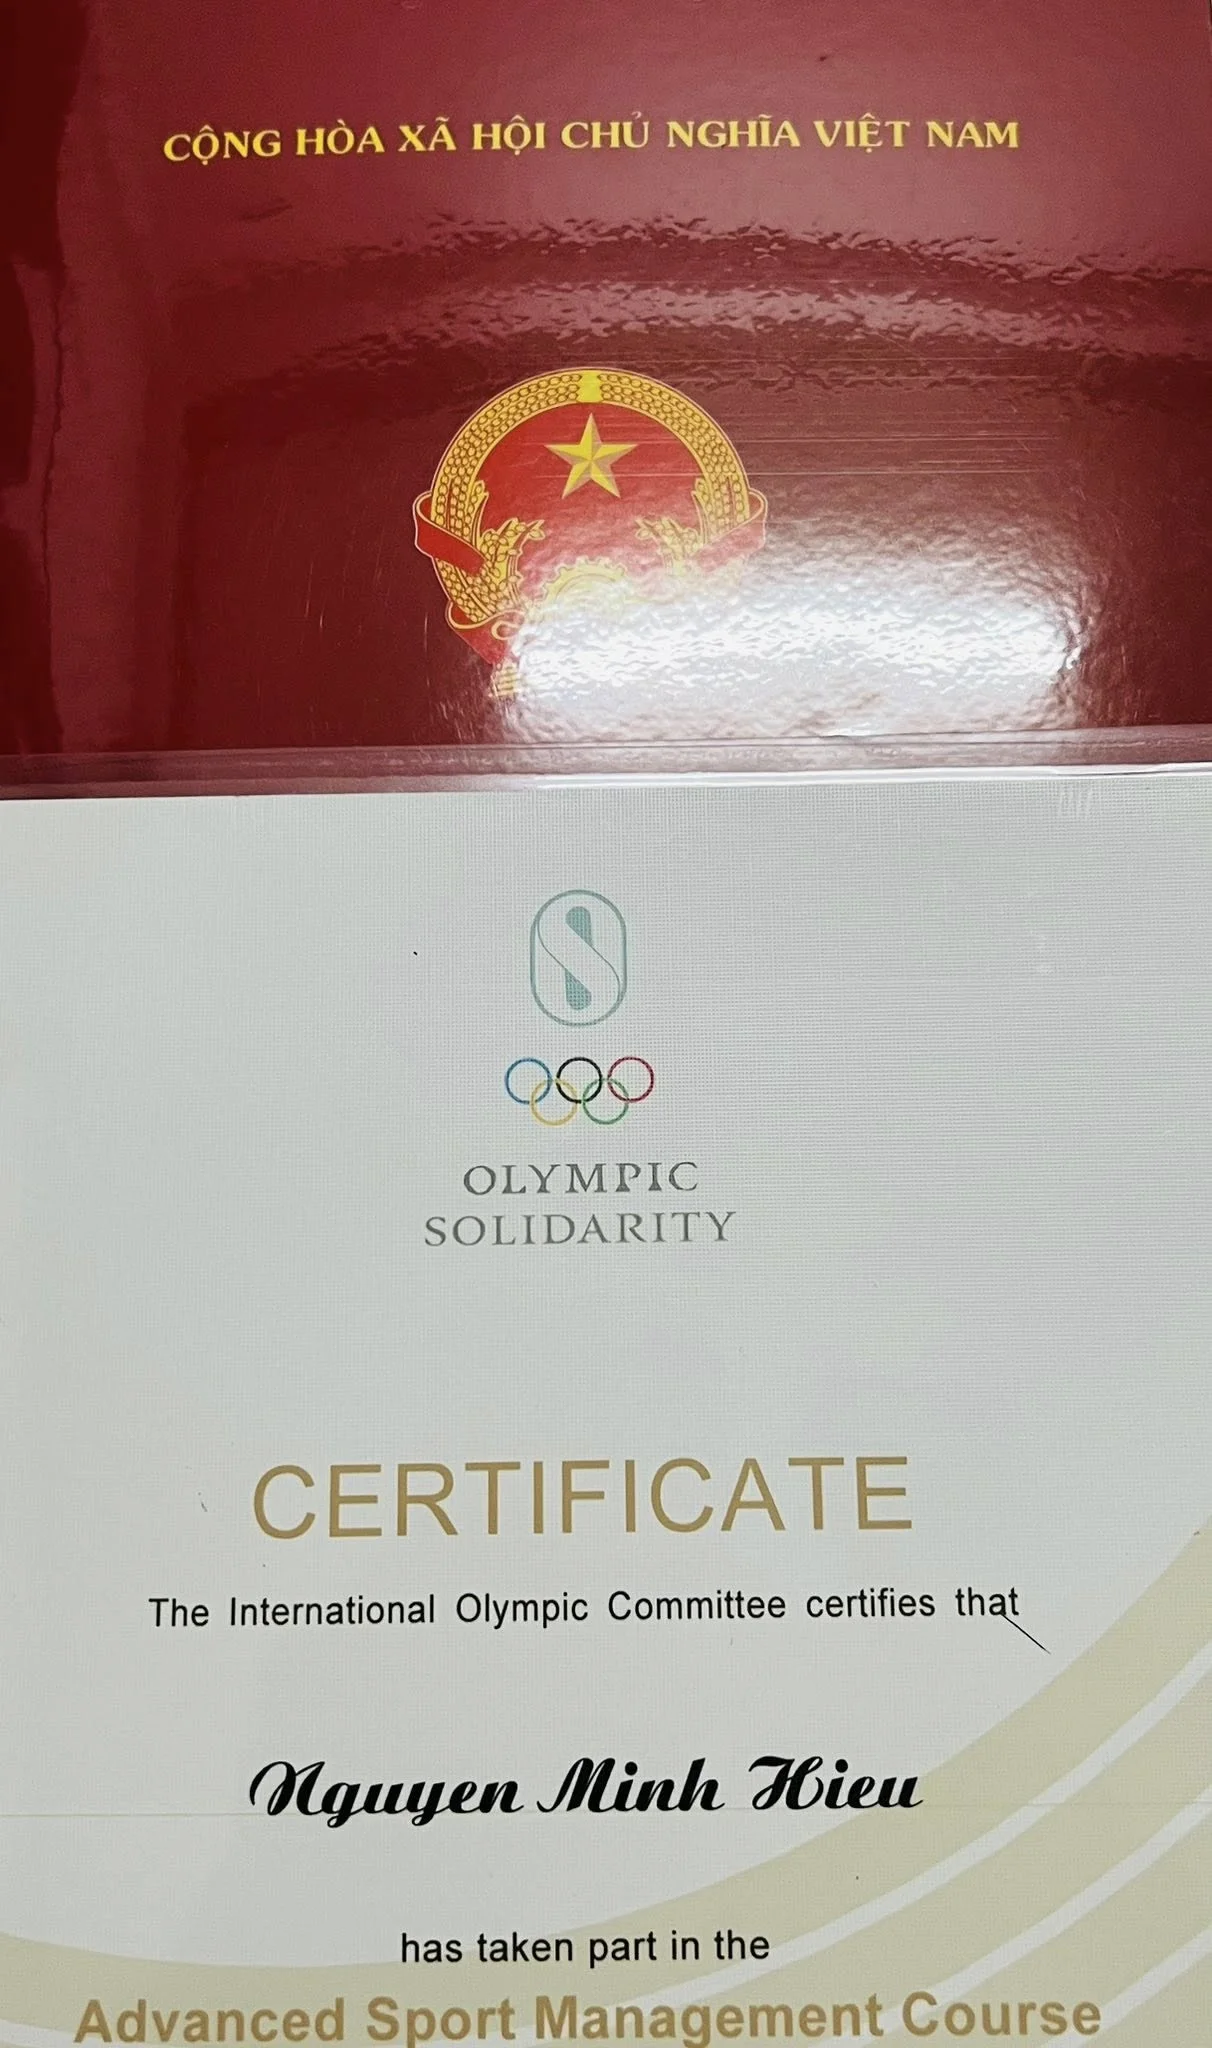 CỘNG HÒA XÃ HỘI CHỦ NGHĨA VIỆT NAM
OLYMPIC
SOLIDARITY
CERTIFICATE
The International Olympic Committee certifies that
Nguyen Minh Hieu
has taken part in the
Advanced Sport Management Course